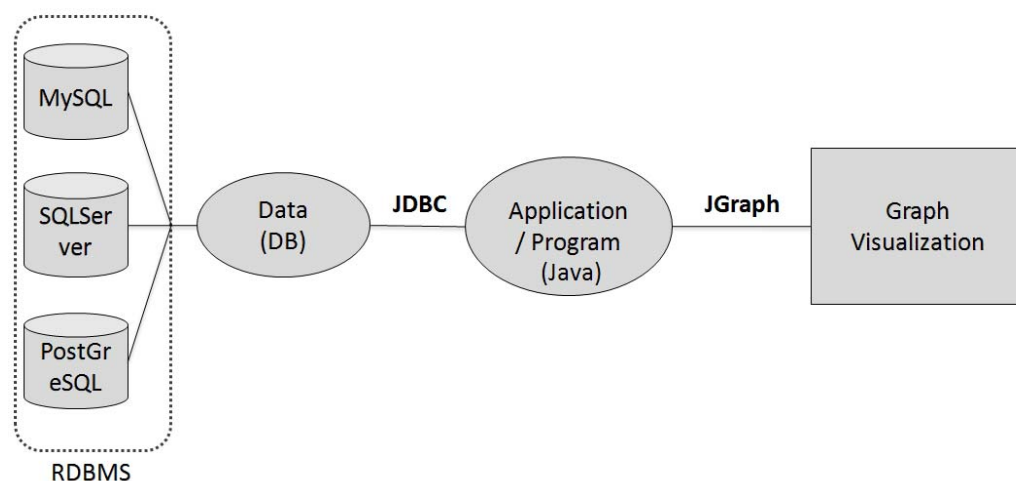 MySQL
SQLSer
ver
PostGr
eSQL
RDBMS
Data
(DB)
JDBC
Application
/ Program
(Java)
JGraph
Graph
Visualization